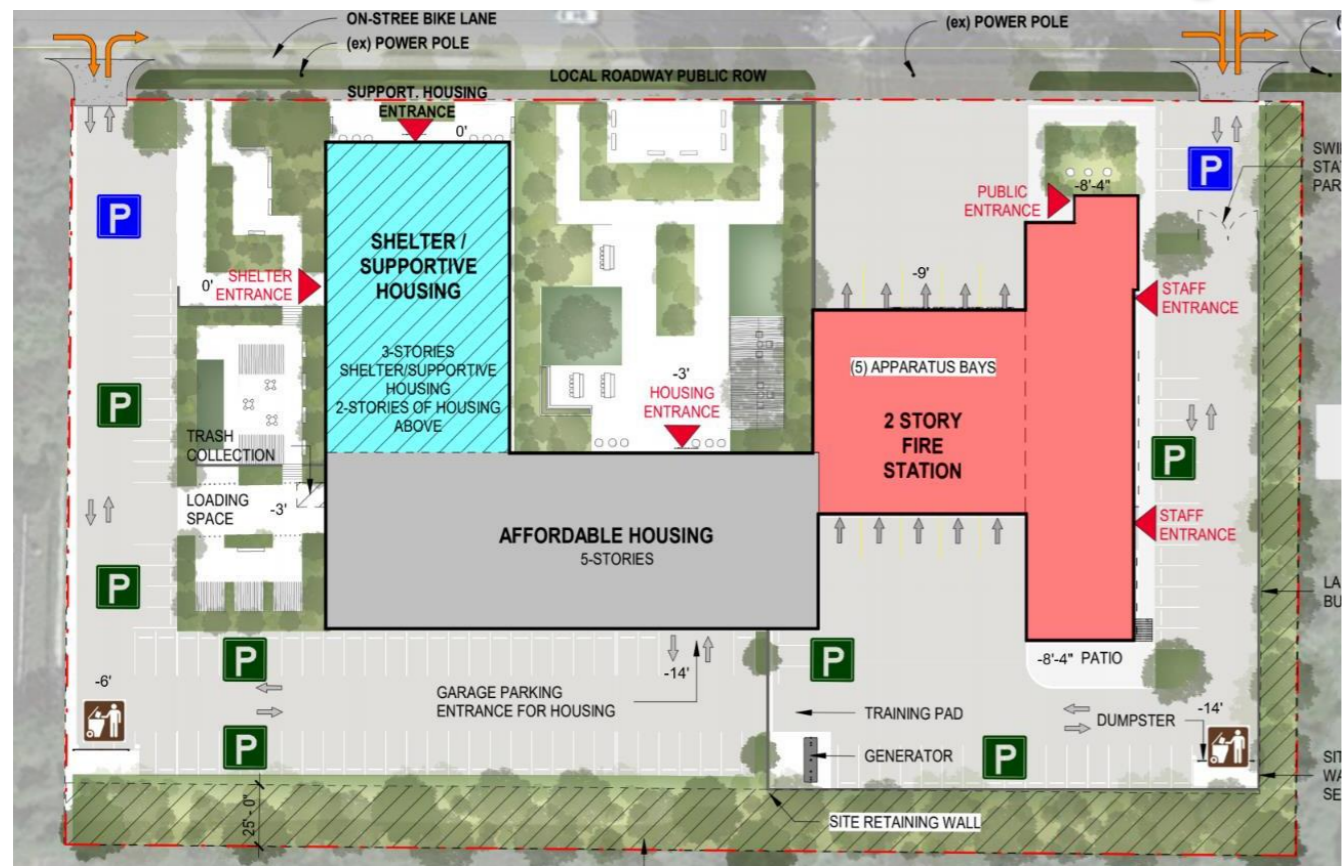 ON-STREE BIKE LANE
(ex) POWER POLE
(ex) POWER POLE
LOCAL ROADWAY PUBLIC ROW
SUPPORT. HOUSING
ENTRANCE
0'
P
SHELTER /
SUPPORTIVE
HOUSING
3-STORIES
SHELTER/SUPPORTIVE
HOUSING
2-STORIES OF HOUSING
ABOVE
0'
SHELTER
ENTRANCE
P
TRASH
COLLECTION
LOADING
SPACE
-3'
P
-3'
HOUSING
ENTRANCE
AFFORDABLE HOUSING
5-STORIES
PUBLIC
ENTRANCE
-8'-4"
-9'
(5) APPARATUS BAYS
2 STORY
FIRE
STATION
P
STAFF
ENTRANCE
P
STAFF
ENTRANCE
P
P
-6'
GARAGE PARKING
ENTRANCE FOR HOUSING
-14'
P
-8'-4" PATIO
TRAINING PAD
GENERATOR
P
DUMPSTER
-14'
25'- 0"
SITE RETAINING WALL